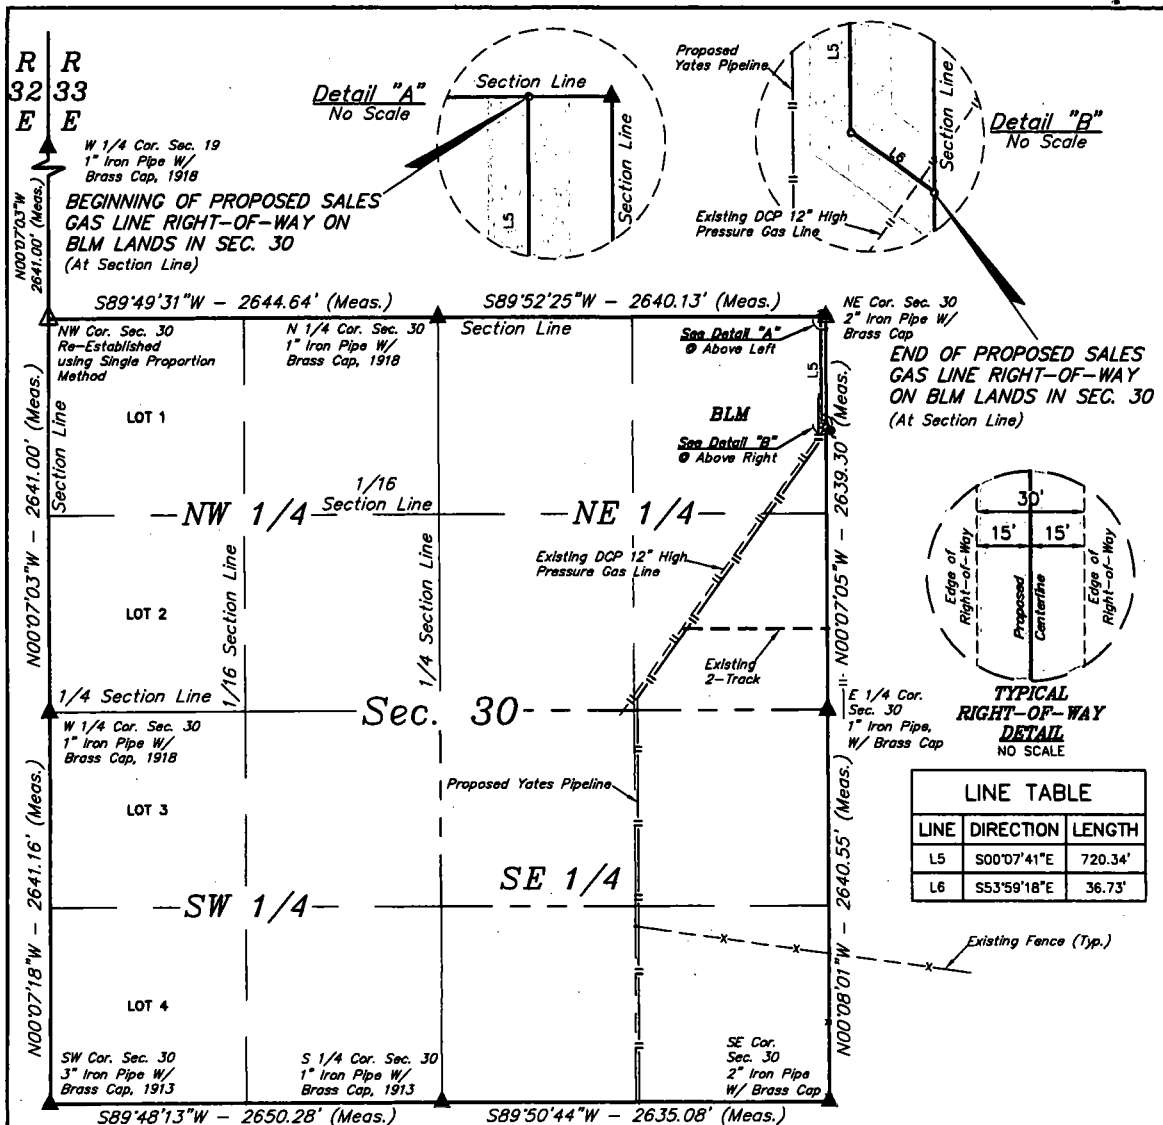 R R
32 33
E E
W 1/4 Cor. Sec. 19
1" Iron Pipe W/
Brass Cap, 1918
N00°07'03"W
2641.00' (Meas.)
BEGINNING OF PROPOSED SALES
GAS LINE RIGHT-OF-WAY ON
BLM LANDS IN SEC. 30
(At Section Line)
Detail "A"
No Scale
Section Line
Section Line
L5
Proposed
Yates Pipeline
L5
L6
Section Line
Existing DCP 12" High
Pressure Gas Line
Detail "B"
No Scale
S89°49'31"W - 2644.64' (Meas.)
S89°52'25"W - 2640.13' (Meas.)
NW Cor. Sec. 30
Re-Established
using Single Proportion
Method
N 1/4 Cor. Sec. 30
1" Iron Pipe W/
Brass Cap, 1918
Section Line
See Detail "A"
@ Above Left
NE Cor. Sec. 30
2" Iron Pipe W/
Brass Cap
END OF PROPOSED SALES
GAS LINE RIGHT-OF-WAY
ON BLM LANDS IN SEC. 30
(At Section Line)
L5
BLM
See Detail "B"
@ Above Right
N00°07'03"W - 2641.00' (Meas.)
Section Line
LOT 1
1/16
Section Line
NW 1/4
NE 1/4
Existing DCP 12" High
Pressure Gas Line
N00°07'05"W - 2639.30' (Meas.)
LOT 2
1/16 Section Line
1/4 Section Line
Existing
2-Track
30'
15' 15'
Edge of
Right-of-Way
Proposed
Centerline
Edge of
Right-of-Way
TYPICAL
RIGHT-OF-WAY
DETAIL
NO SCALE
1/4 Section Line
Sec. 30
W 1/4 Cor. Sec. 30
1" Iron Pipe W/
Brass Cap, 1918
E 1/4 Cor.
Sec. 30
1" Iron Pipe,
W/ Brass Cap
Proposed Yates Pipeline
LINE TABLE
LINE DIRECTION LENGTH
L5 S00°07'41"E 720.34'
L6 S53°59'18"E 36.73'
N00°07'18"W - 2641.16' (Meas.)
LOT 3
SE 1/4
SW 1/4
N00°08'01"W - 2640.55' (Meas.)
Existing Fence (Typ.)
LOT 4
SW Cor. Sec. 30
3" Iron Pipe W/
Brass Cap, 1913
S 1/4 Cor. Sec. 30
1" Iron Pipe W/
Brass Cap, 1913
SE Cor.
Sec. 30
2" Iron Pipe
W/ Brass Cap
S89°48'13"W - 2650.28' (Meas.)
S89°50'44"W - 2635.08' (Meas.)